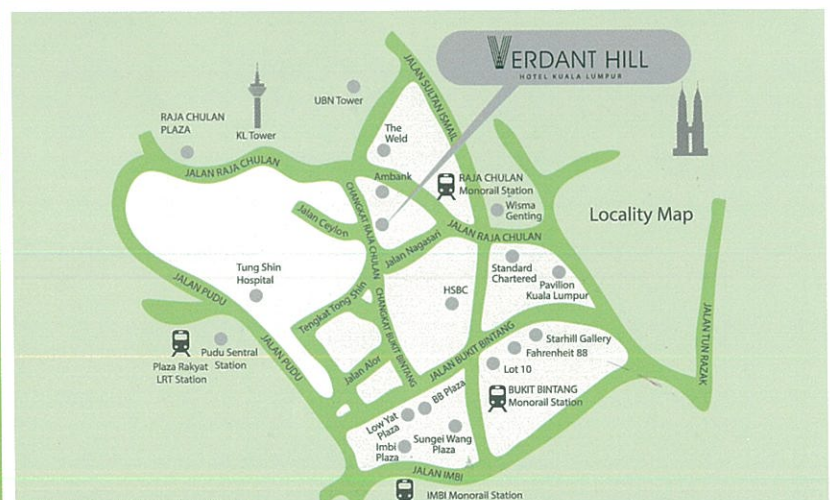 VERDANT HILL
HOTEL KUALA LUMPUR
JALAN SULTAN ISMAIL
UBN Tower
RAJA CHULAN
PLAZA
KL Tower
The
Weld
JALAN RAJA CHULAN
Ambank
RAJA CHULAN
Monorail Station
CHANGKAT RAJA CHULAN
Wisma
Genting
Locality Map
Jalan Ceylon
JALAN RAJA CHULAN
Jalan Nagasari
Standard
Chartered
Pavilion
Kuala Lumpur
Tung Shin
Hospital
JALAN PUDU
HSBC
Tengkat Tong Shin
CHANGKAT BUKIT BINTANG
JALAN TUN RAZAK
JALAN BUKIT BINTANG
Starhill Gallery
Fahrenheit 88
Lot 10
Plaza Rakyat
LRT Station
Pudu Sentral
Station
JALAN PUDU
Jalan Alor
BUKIT BINTANG
Monorail Station
BB Plaza
Low Yat
Plaza
Sungei Wang
Plaza
Imbi
Plaza
JALAN IMBI
IMBI Monorail Station